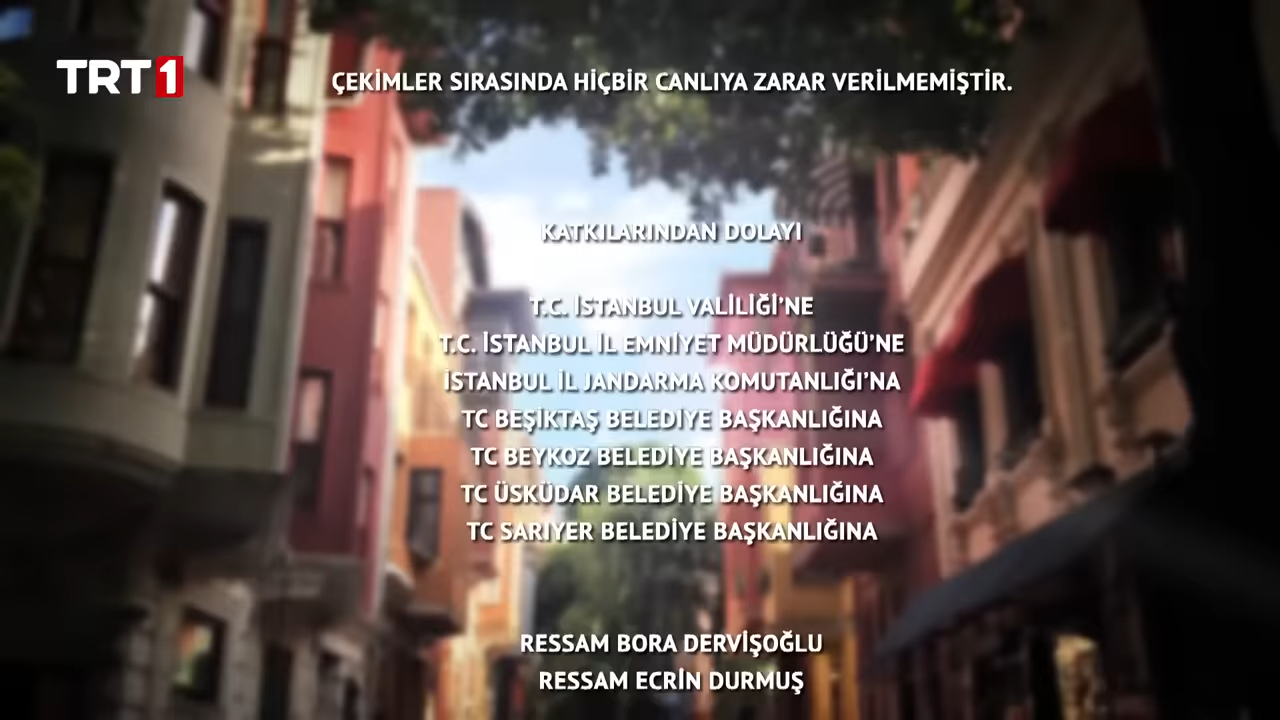 TRT 1
ÇEKİMLER SIRASINDA HİÇBİR CANLIYA ZARAR VERİLMEMİŞTİR.
KATKILARINDAN DOLAYI
T.C. İSTANBUL VALİLİĞİ'NE
T.C. İSTANBUL İL EMNİYET MÜDÜRLÜĞÜ'NE
İSTANBUL İL JANDARMA KOMUTANLIĞI'NA
TC BEŞİKTAŞ BELEDİYE BAŞKANLIĞINA
TC BEYKOZ BELEDİYE BAŞKANLIĞINA
TC ÜSKÜDAR BELEDİYE BAŞKANLIĞINA
TC SARIYER BELEDİYE BAŞKANLIĞINA
RESSAM BORA DERVİŞOĞLU
RESSAM ECRİN DURMUŞ